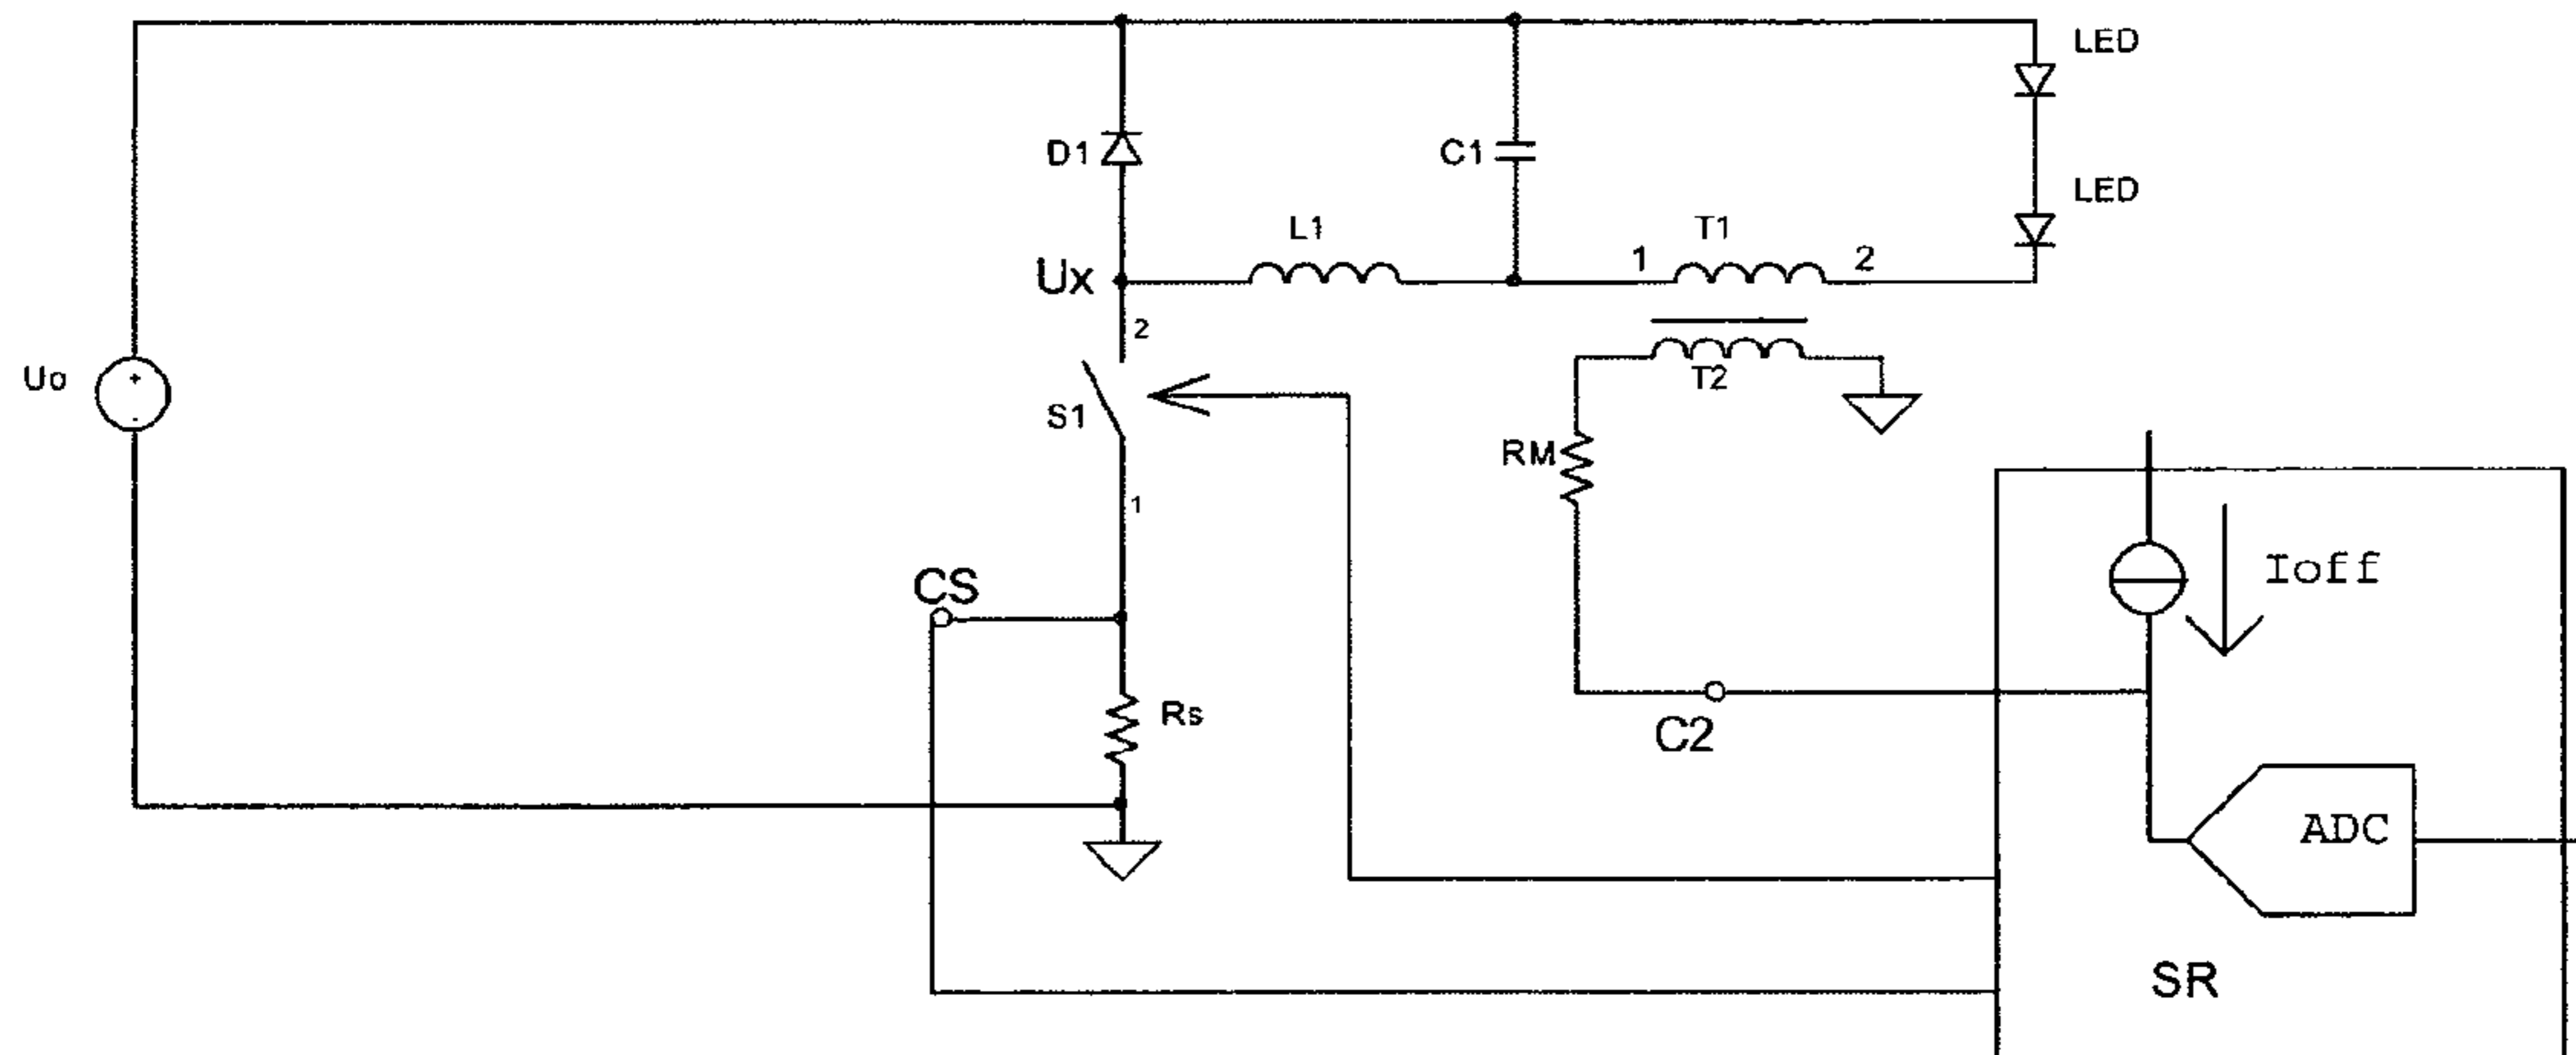 LED
D1
C1
LED
L1
T1
1
2
Ux
2
Uo
+
-
S1
T2
RM
1
Ioff
CS
Rs
C2
ADC
SR